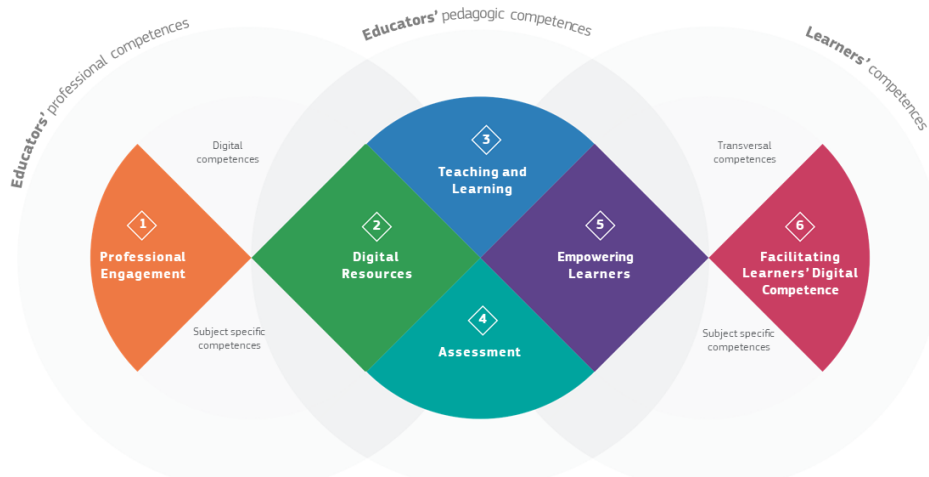 Educators' professional competences
Educators' pedagogic competences
Learners' competences
Digital
competences
Transversal
competences
1
Professional
Engagement
2
Digital
Resources
3
Teaching and
Learning
4
Assessment
5
Empowering
Learners
6
Facilitating
Learners' Digital
Competence
Subject specific
competences
Subject specific
competences